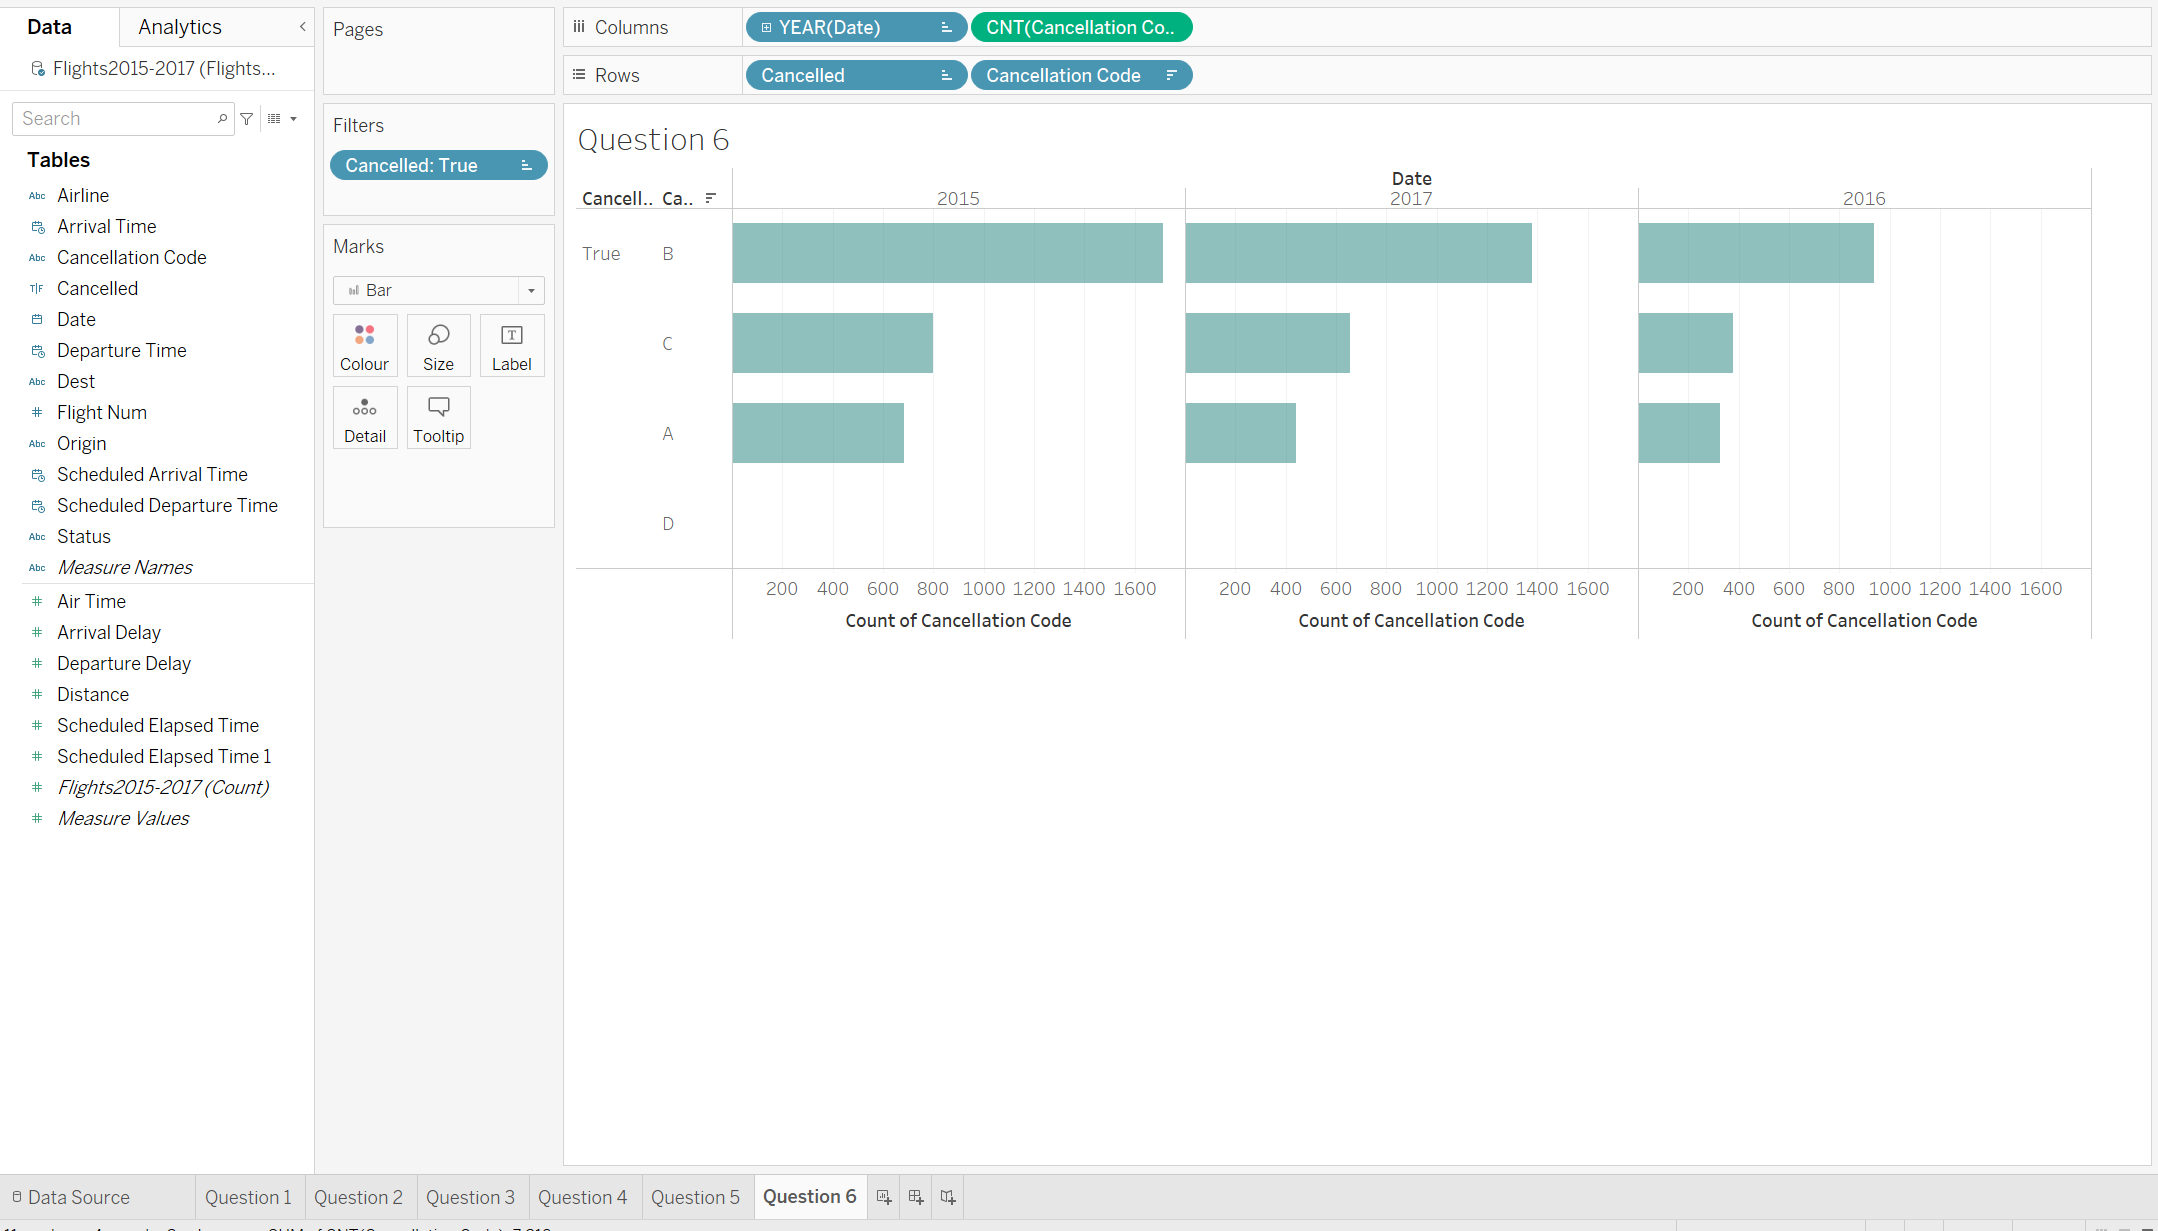 Data
Analytics
Flights2015-2017 (Flights...
Search
Tables
Abc Airline
Arrival Time
Abc Cancellation Code
T|F Cancelled
Date
Departure Time
Abc Dest
# Flight Num
Abc Origin
Scheduled Arrival Time
Scheduled Departure Time
Abc Status
Abc Measure Names
# Air Time
# Arrival Delay
# Departure Delay
# Distance
# Scheduled Elapsed Time
# Scheduled Elapsed Time 1
# Flights2015-2017 (Count)
# Measure Values
Pages
Filters
Cancelled: True
Marks
Bar
Colour
Size
T
Label
Detail
Tooltip
Columns
YEAR(Date)
CNT(Cancellation Co..
Rows
Cancelled
Cancellation Code
Question 6
Date
Cancell.. Ca.. 2015 2017 2016
True B
C
A
D
200 400 600 800 1000 1200 1400 1600 200 400 600 800 1000 1200 1400 1600 200 400 600 800 1000 1200 1400 1600
Count of Cancellation Code Count of Cancellation Code Count of Cancellation Code
Data Source Question 1 Question 2 Question 3 Question 4 Question 5 Question 6